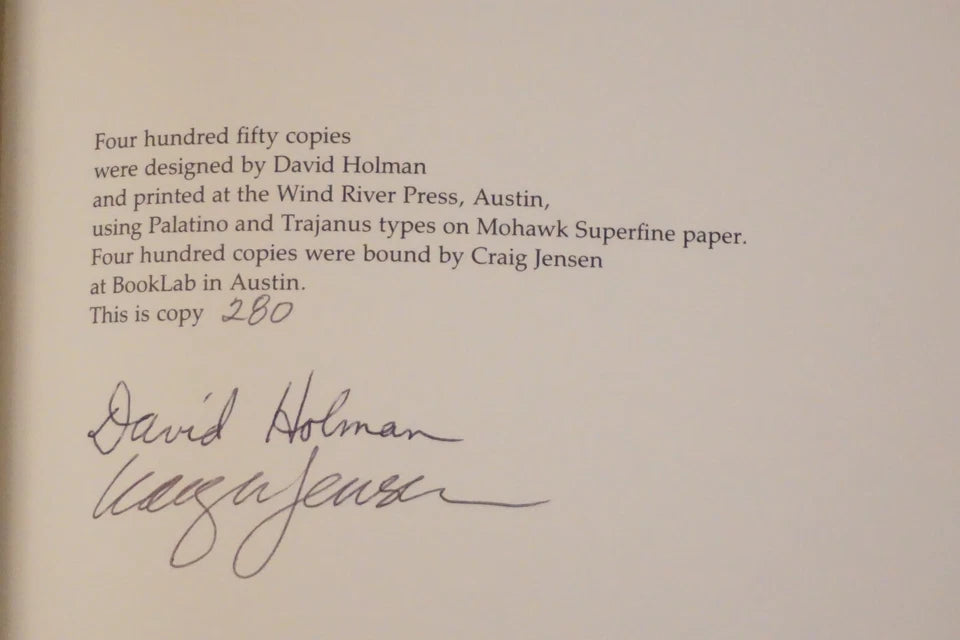 Four hundred fifty copies
were designed by David Holman
and printed at the Wind River Press, Austin,
using Palatino and Trajanus types on Mohawk Superfine paper.
Four hundred copies were bound by Craig Jensen
at BookLab in Austin.
This is copy 280
David Holman
Craig W Jensen